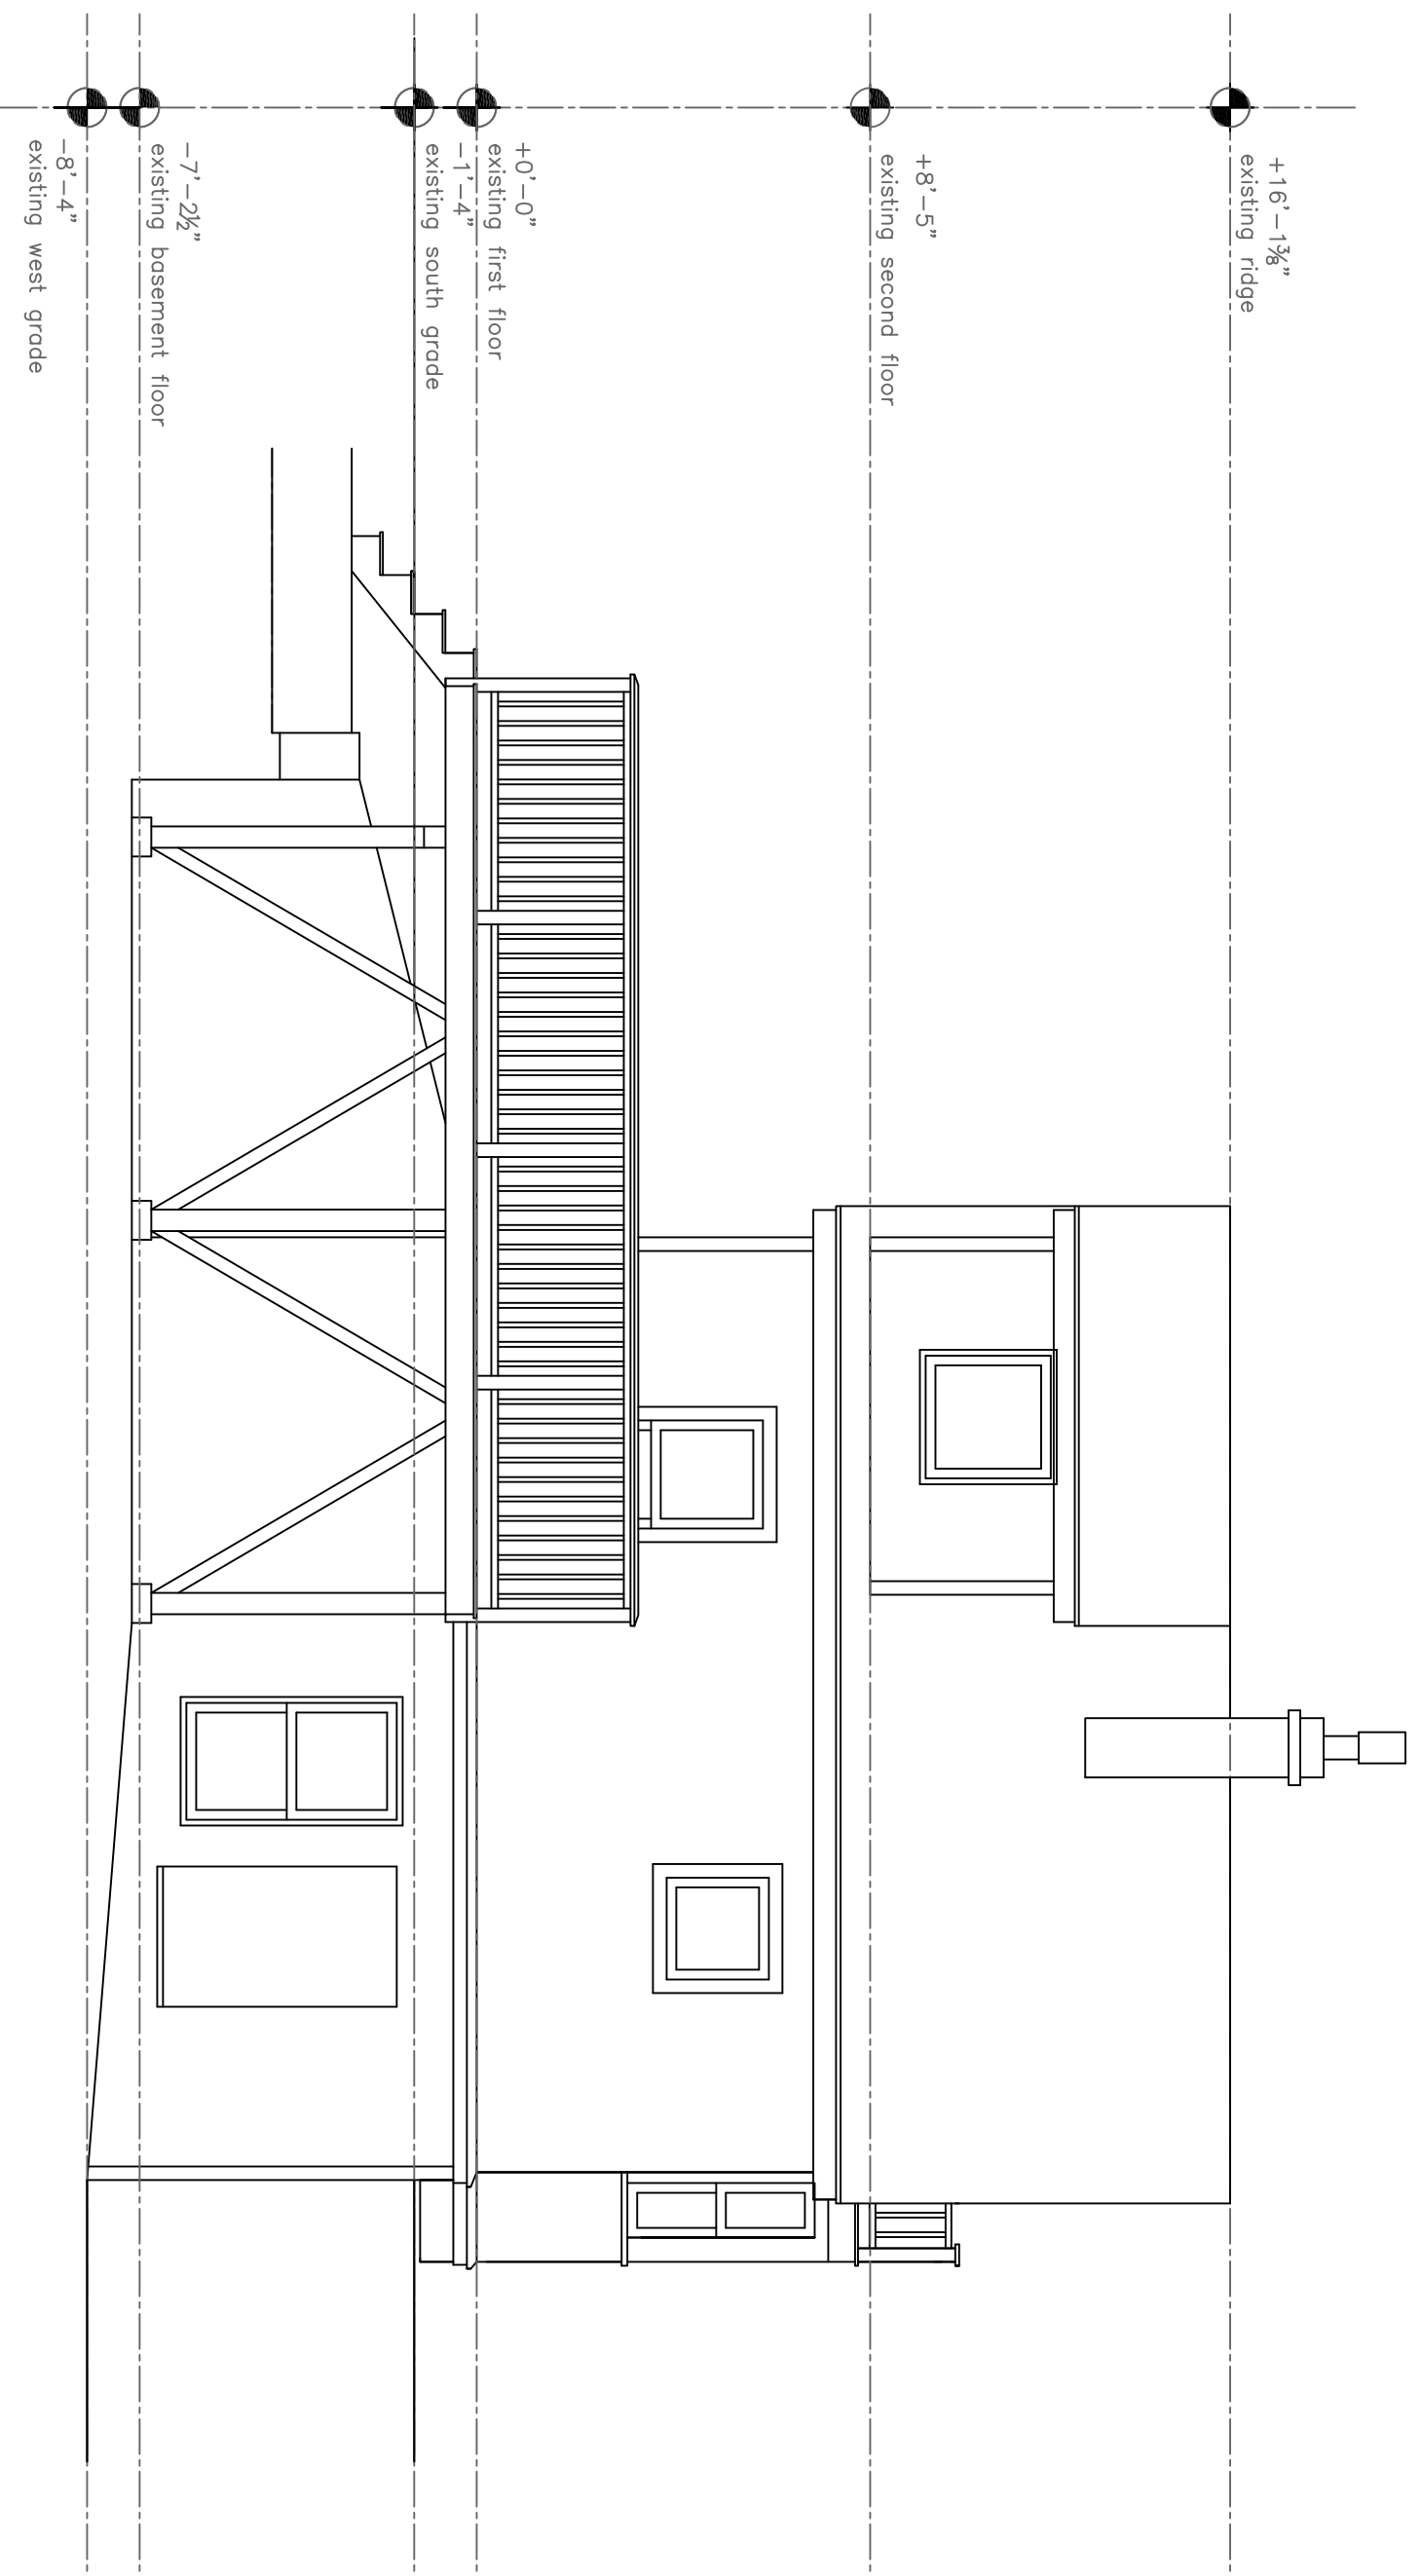 +16'-1⅜"
existing ridge
+8'-5"
existing second floor
+0'-0"
existing first floor
-1'-4"
existing south grade
-7'-2½"
existing basement floor
-8'-4"
existing west grade